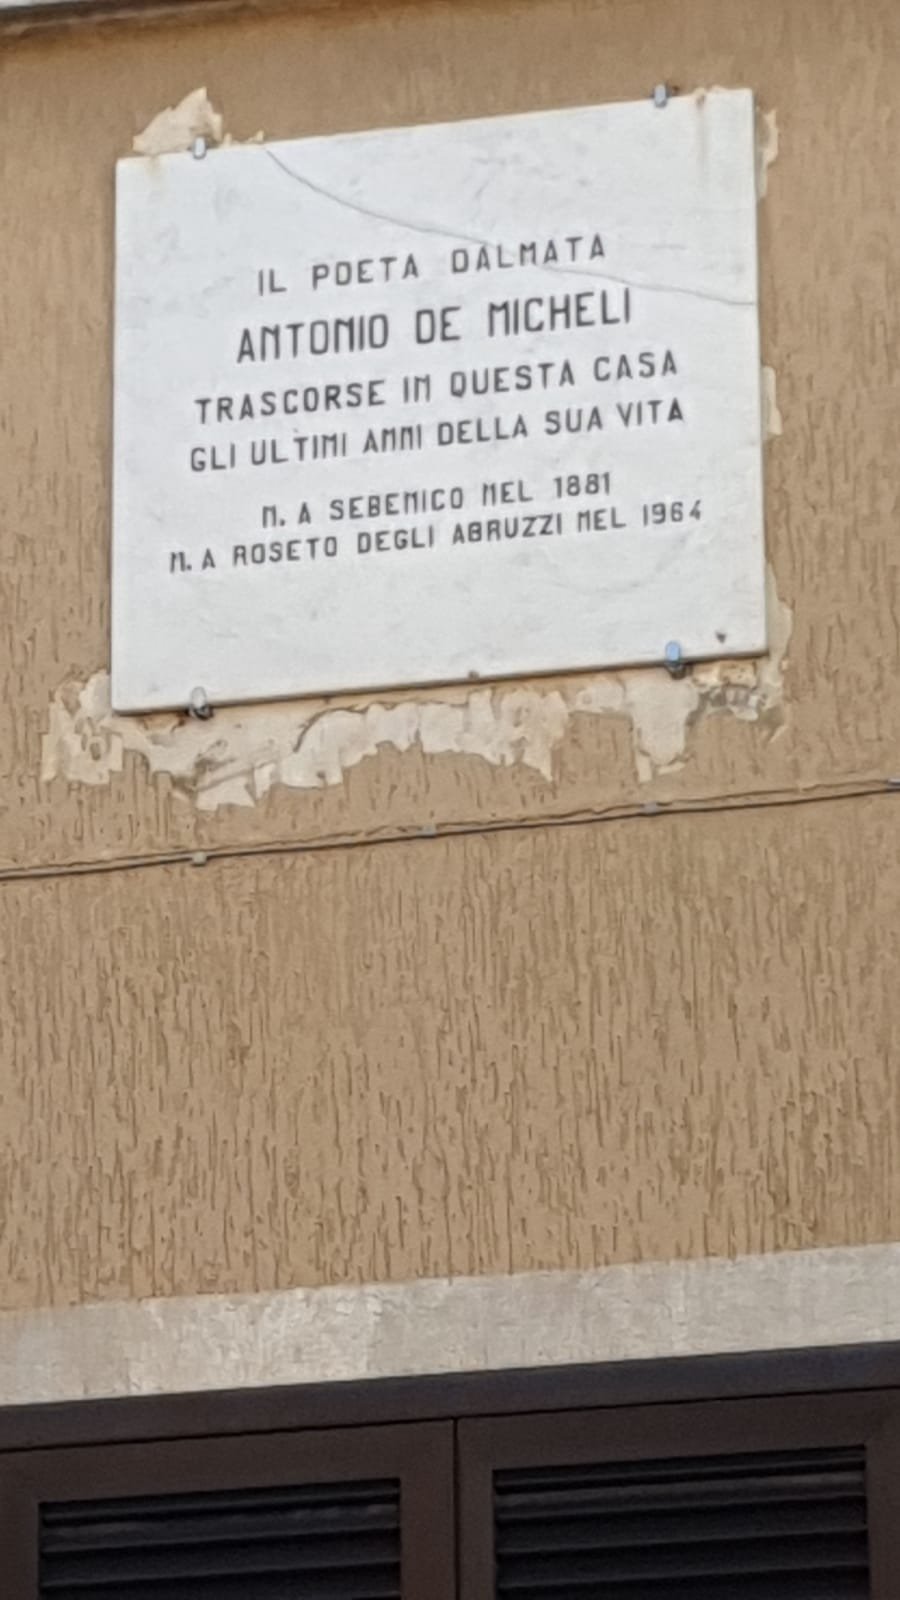 IL POETA DALMATA
ANTONIO DE MICHELI
TRASCORSE IN QUESTA CASA
GLI ULTIMI ANNI DELLA SUA VITA
N. A SEBENICO NEL 1881
M. A ROSETO DEGLI ABRUZZI NEL 1964